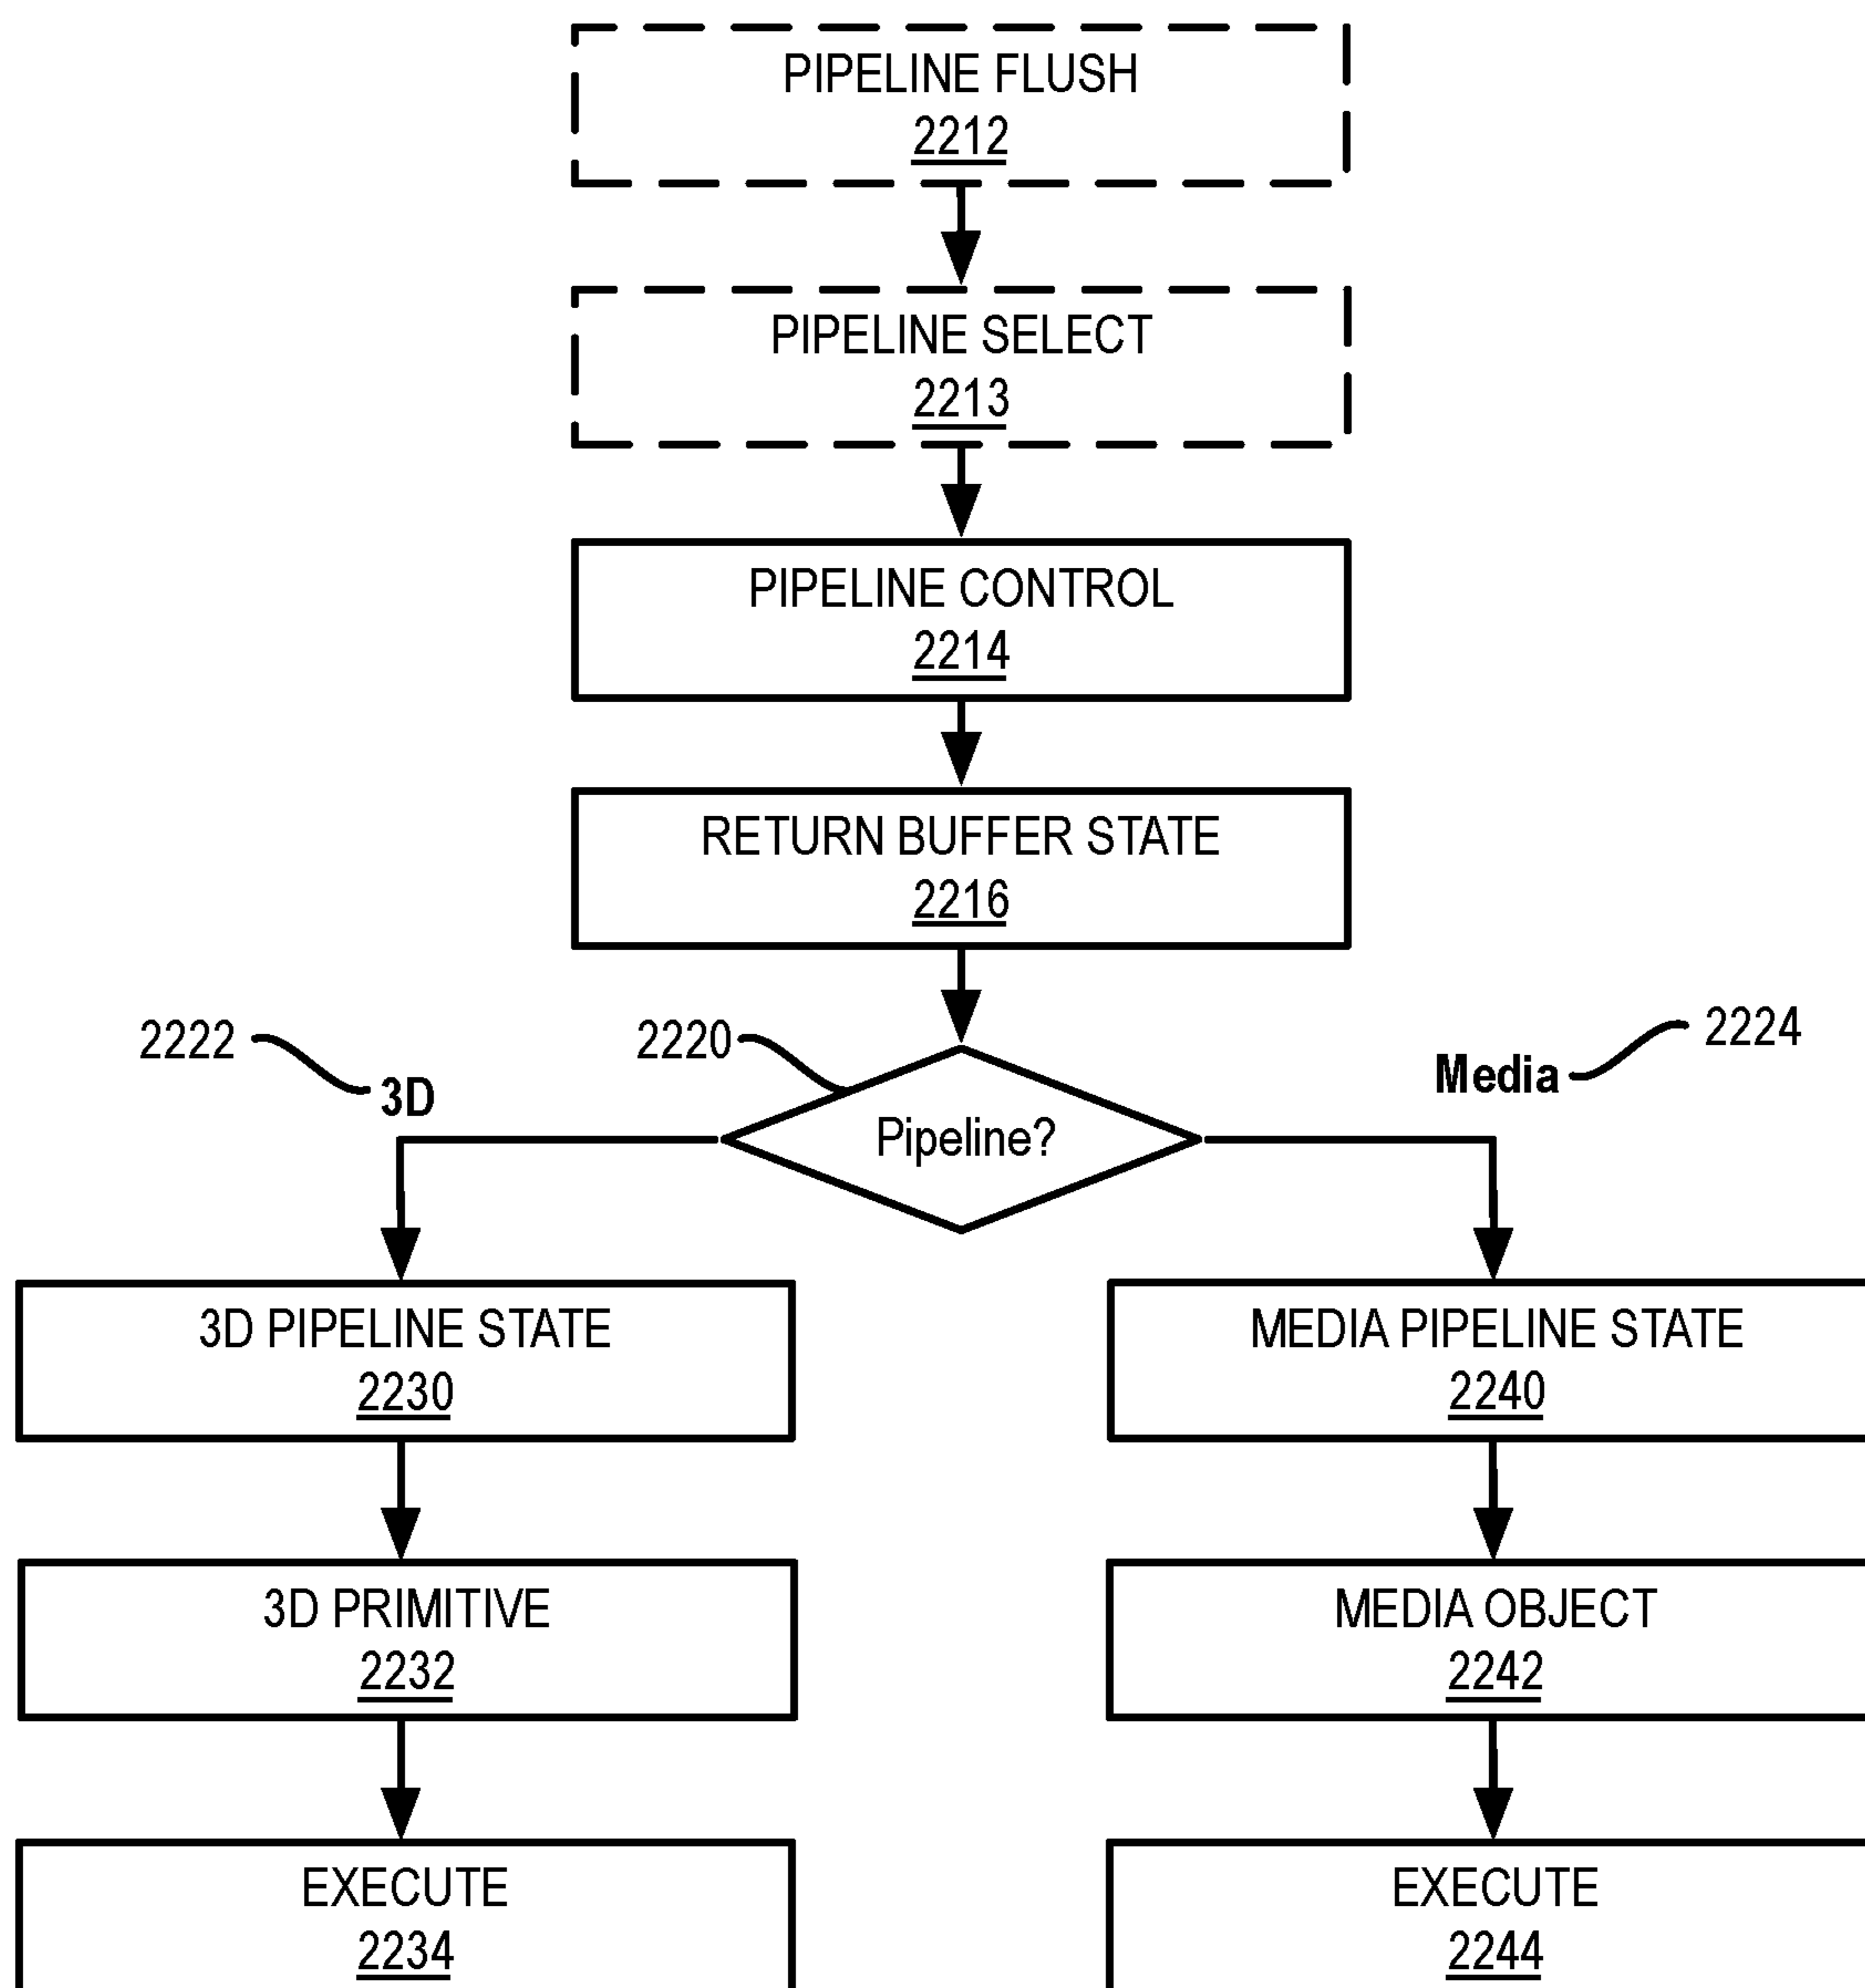 PIPELINE FLUSH
2212
PIPELINE SELECT
2213
PIPELINE CONTROL
2214
RETURN BUFFER STATE
2216
2222
3D
2220
Pipeline?
Media
2224
3D PIPELINE STATE
2230
MEDIA PIPELINE STATE
2240
3D PRIMITIVE
2232
MEDIA OBJECT
2242
EXECUTE
2234
EXECUTE
2244